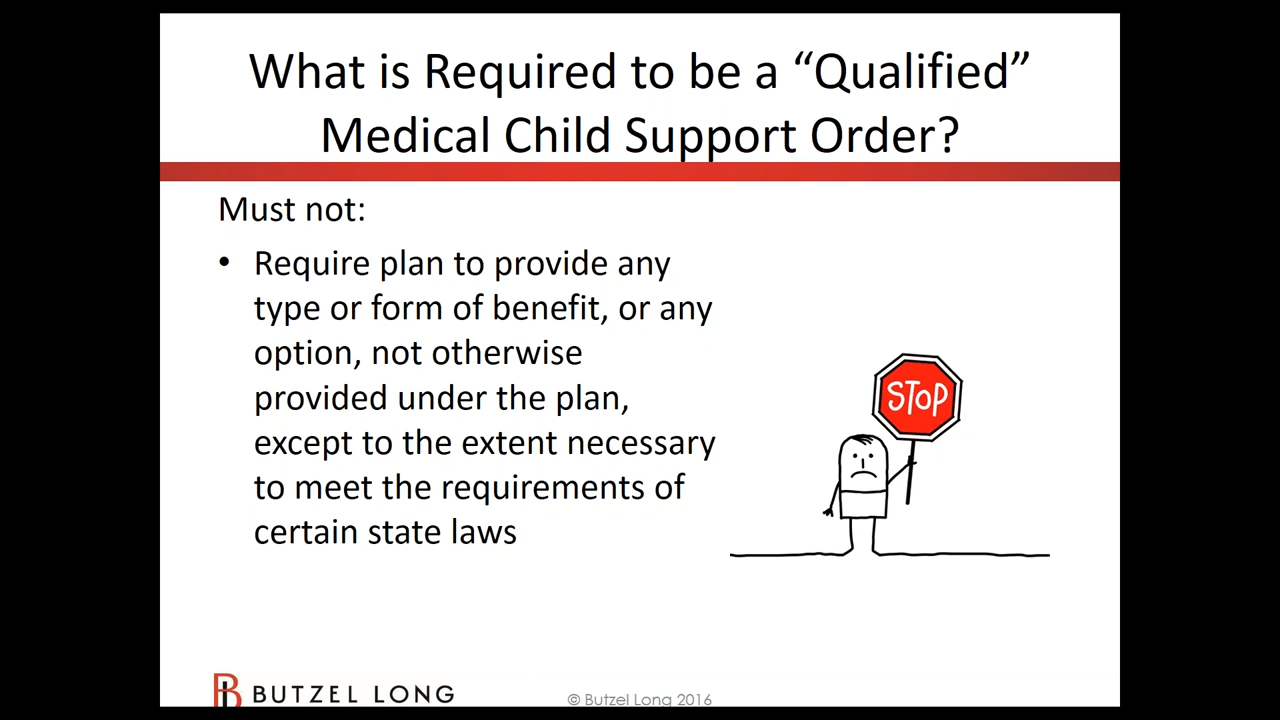 What is Required to be a “Qualified”
Medical Child Support Order?
Must not:
• Require plan to provide any
type or form of benefit, or any
option, not otherwise
provided under the plan,
except to the extent necessary
to meet the requirements of
certain state laws
STOP
BUTZEL LONG
© Butzel Long 2016